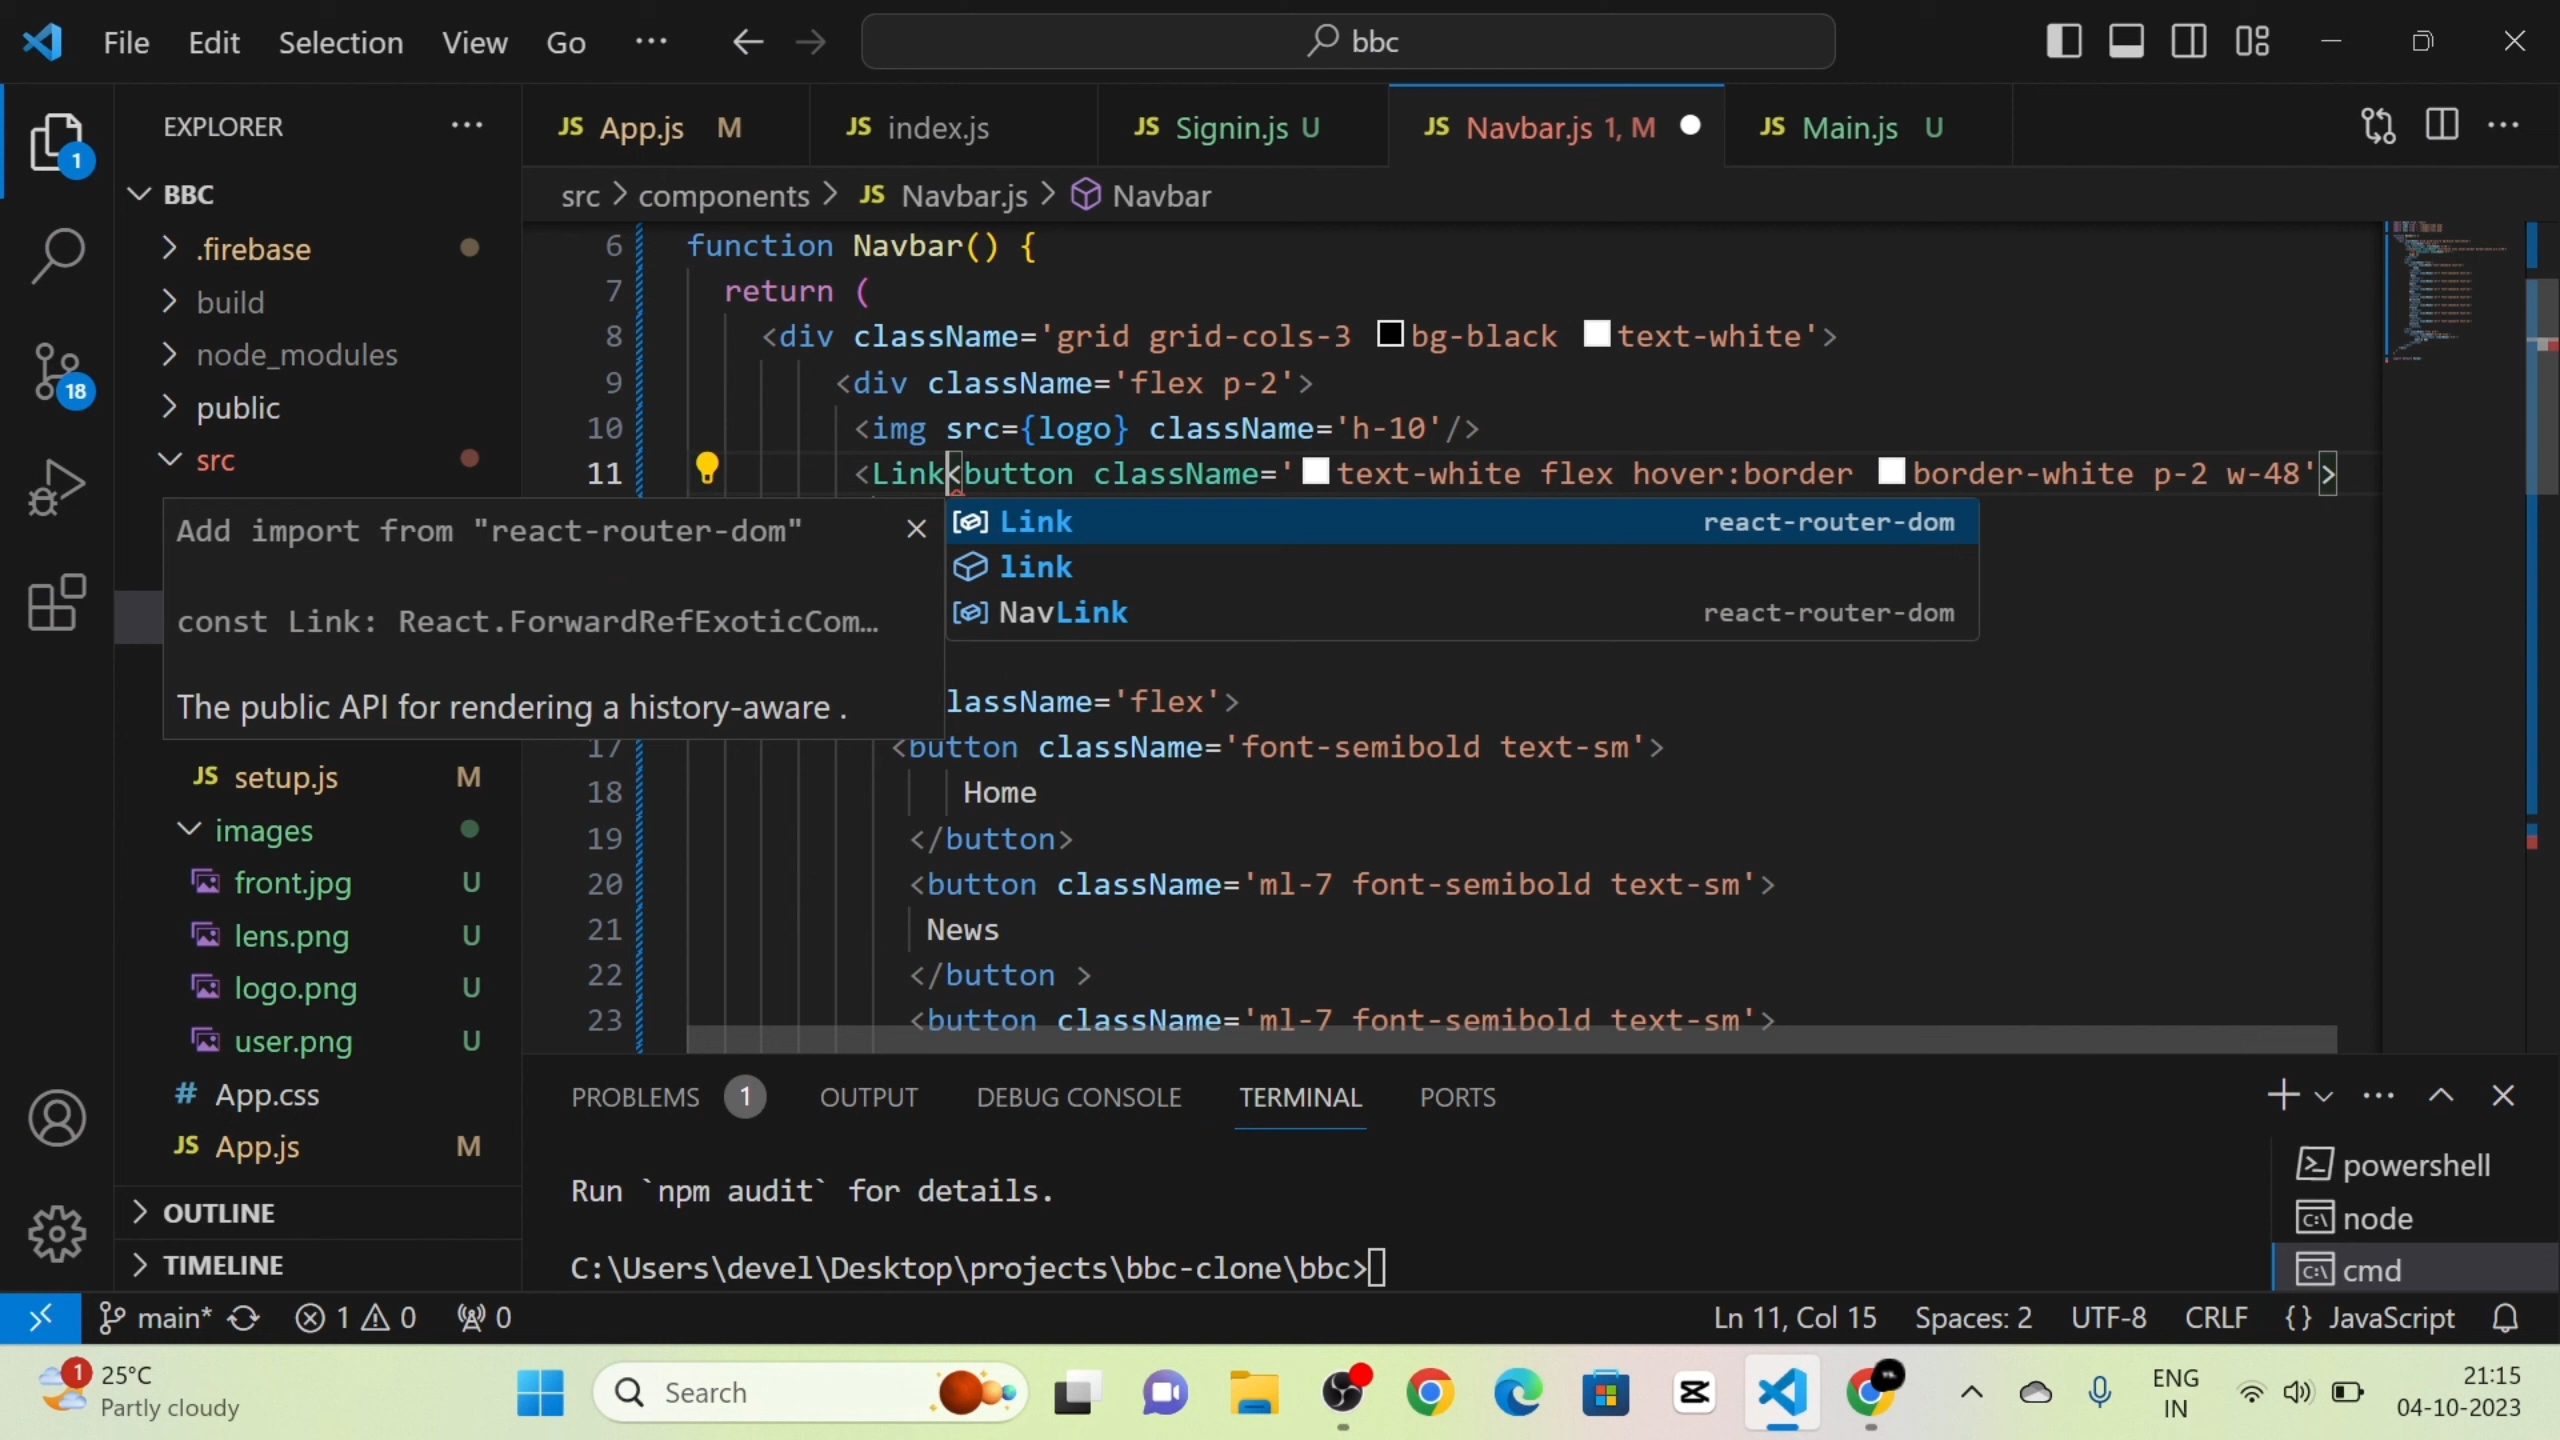 File Edit Selection View Go ··· bbc
EXPLORER ···
1
BBC
.firebase
build
node_modules
public
src
18
JS setup.js M
images
front.jpg U
lens.png U
logo.png U
user.png U
# App.css
JS App.js M
OUTLINE
TIMELINE
JS App.js M JS index.js JS Signin.js U JS Navbar.js 1, M JS Main.js U
src > components > JS Navbar.js > Navbar
6 function Navbar() {
7 return (
8 <div className='grid grid-cols-3 bg-black text-white'>
9 <div className='flex p-2'>
10 <img src={logo} className='h-10'/>
11 <Link<button className='text-white flex hover:border border-white p-2 w-48'>
Add import from "react-router-dom"
const Link: React.ForwardRefExoticCom…
The public API for rendering a history-aware .
Link react-router-dom
link
NavLink react-router-dom
lassName='flex'>
17 <button className='font-semibold text-sm'>
18 Home
19 </button>
20 <button className='ml-7 font-semibold text-sm'>
21 News
22 </button >
23 <button className='ml-7 font-semibold text-sm'>
PROBLEMS 1 OUTPUT DEBUG CONSOLE TERMINAL PORTS
Run `npm audit` for details.
C:\Users\devel\Desktop\projects\bbc-clone\bbc>
powershell
node
cmd
main* 1 0 0 Ln 11, Col 15 Spaces: 2 UTF-8 CRLF {} JavaScript
1 25°C
Partly cloudy
Search
ENG
IN
21:15
04-10-2023